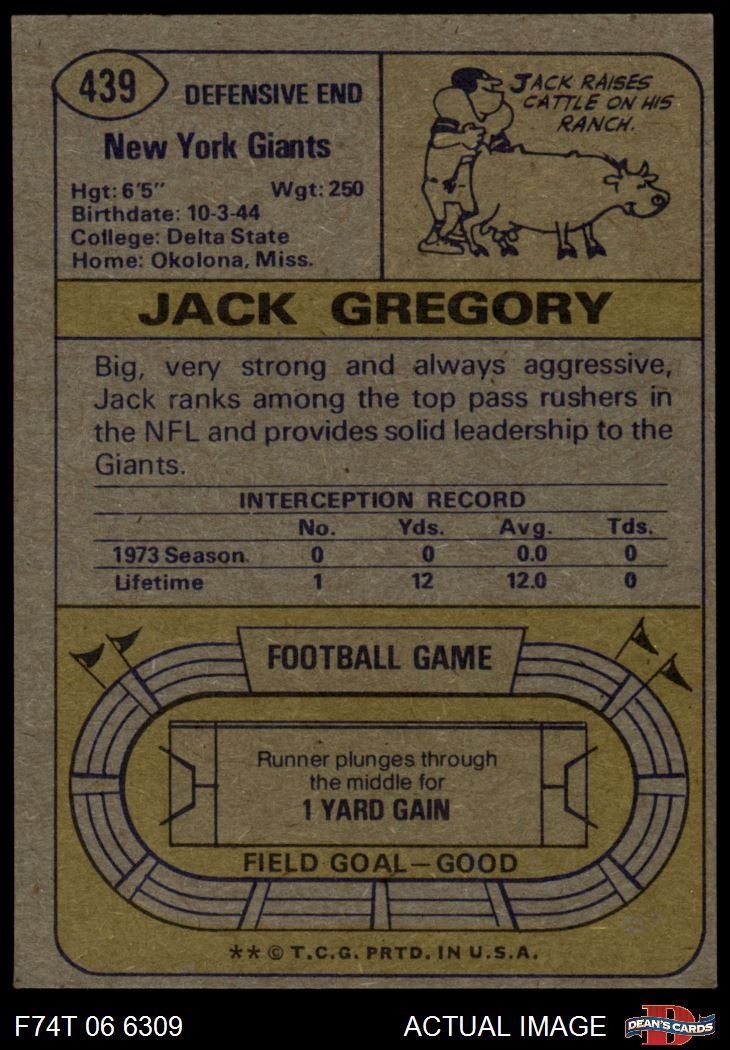 439
DEFENSIVE END
New York Giants
Hgt: 6'5" Wgt: 250
Birthdate: 10-3-44
College: Delta State
Home: Okolona, Miss.
JACK RAISES
CATTLE ON HIS
RANCH.
JACK GREGORY
Big, very strong and always aggressive,
Jack ranks among the top pass rushers in
the NFL and provides solid leadership to the
Giants.
INTERCEPTION RECORD
No. Yds. Avg. Tds.
1973 Season 0 0 0.0 0
Lifetime 1 12 12.0 0
FOOTBALL GAME
Runner plunges through
the middle for
1 YARD GAIN
FIELD GOAL—GOOD
** © T.C.G. PRTD. IN U.S.A.
F74T 06 6309 ACTUAL IMAGE D DEAN'S CARDS